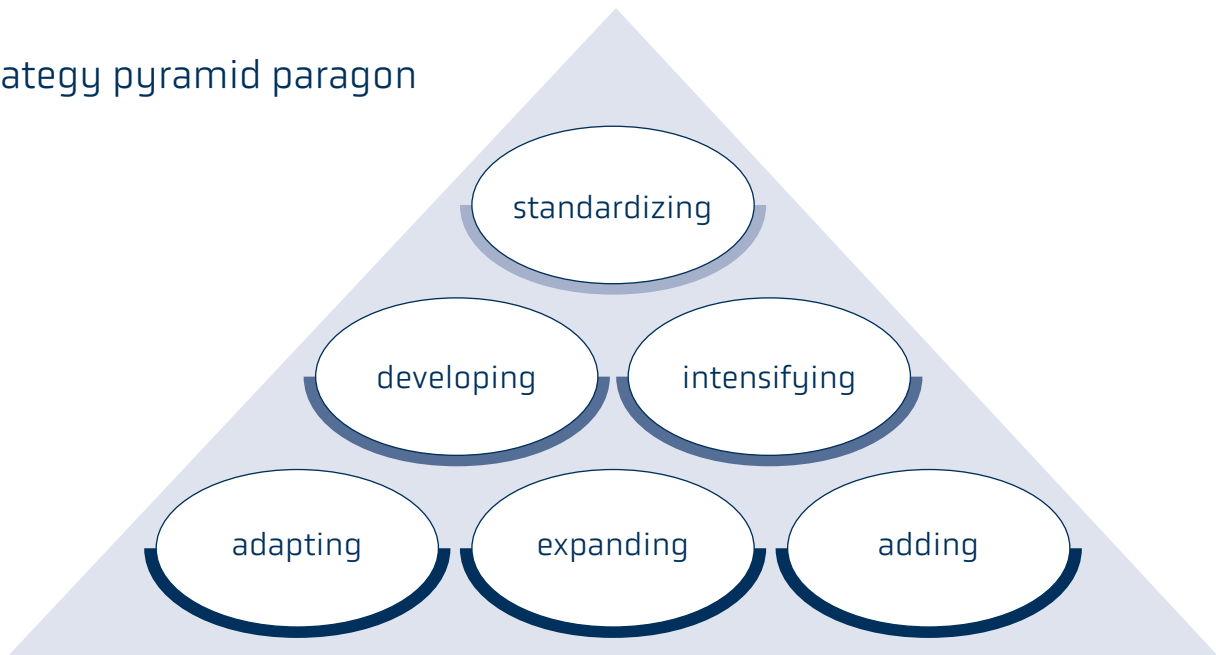 ategy pyramid paragon
standardizing
developing intensifying
adapting expanding adding